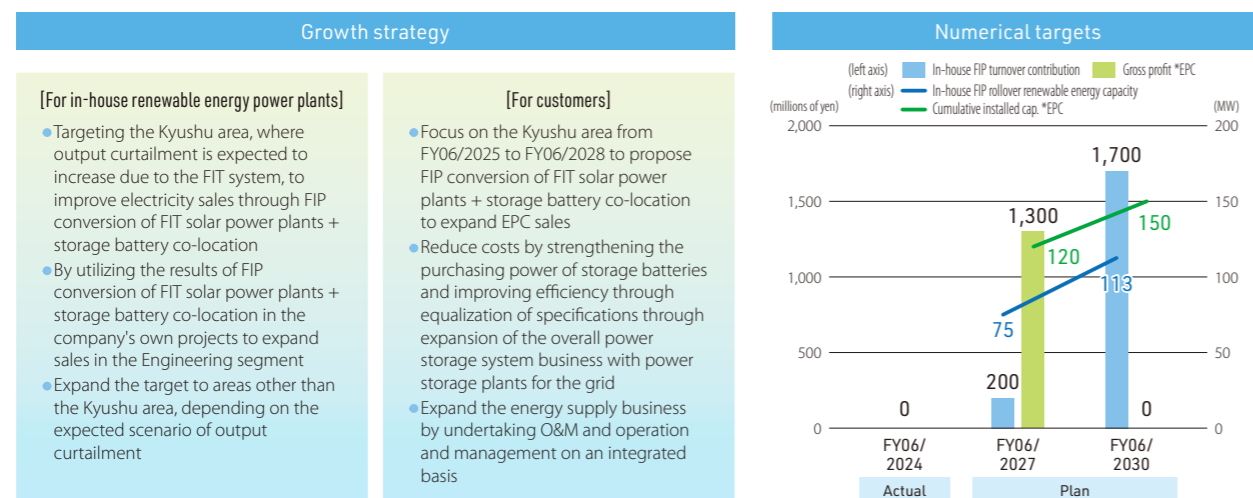 Growth strategy
[For in-house renewable energy power plants]
Targeting the Kyushu area, where
output curtailment is expected to
increase due to the FIT system, to
improve electricity sales through FIP
conversion of FIT solar power plants +
storage battery co-location
By utilizing the results of FIP
conversion of FIT solar power plants +
storage battery co-location in the
company's own projects to expand
sales in the Engineering segment
Expand the target to areas other than
the Kyushu area, depending on the
expected scenario of output
curtailment
[For customers]
Focus on the Kyushu area from
FY06/2025 to FY06/2028 to propose
FIP conversion of FIT solar power
plants + storage battery co-location
to expand EPC sales
Reduce costs by strengthening the
purchasing power of storage batteries
and improving efficiency through
equalization of specifications through
expansion of the overall power
storage system business with power
storage plants for the grid
Expand the energy supply business
by undertaking O&M and operation
and management on an integrated
basis
Numerical targets
(left axis) In-house FIP turnover contribution Gross profit *EPC
(right axis) In-house FIP rollover renewable energy capacity
Cumulative installed cap. *EPC
(millions of yen) (MW)
2,000 200
1,700
1,500 150
1,300
150
120
1,000 100
113
75
500 50
200
0 0
0 0
FY06/
2024
FY06/
2027
FY06/
2030
Actual Plan